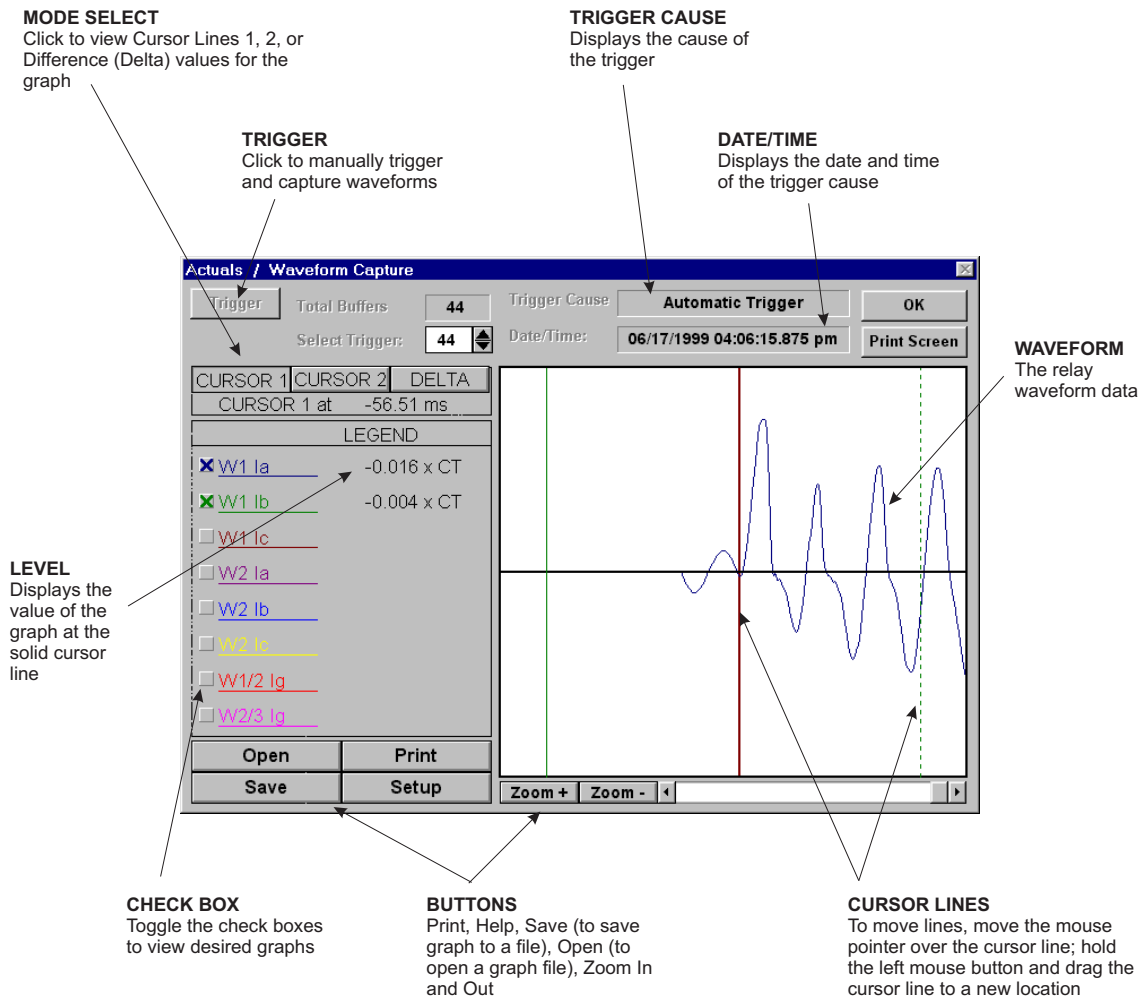 MODE SELECT
Click to view Cursor Lines 1, 2, or
Difference (Delta) values for the
graph
TRIGGER CAUSE
Displays the cause of
the trigger
TRIGGER
Click to manually trigger
and capture waveforms
DATE/TIME
Displays the date and time
of the trigger cause
Actuals / Waveform Capture
Trigger
Total Buffers
44
Trigger Cause
Automatic Trigger
OK
Select Trigger:
44
Date/Time:
06/17/1999 04:06:15.875 pm
Print Screen
WAVEFORM
The relay
waveform data
CURSOR 1 CURSOR 2 DELTA
CURSOR 1 at -56.51 ms
LEGEND
W1 Ia -0.016 x CT
W1 Ib -0.004 x CT
W1 Ic
W2 Ia
W2 Ib
W2 Ic
W1/2 Ig
W2/3 Ig
LEVEL
Displays the
value of the
graph at the
solid cursor
line
Open Print
Save Setup
Zoom + Zoom -
CHECK BOX
Toggle the check boxes
to view desired graphs
BUTTONS
Print, Help, Save (to save
graph to a file), Open (to
open a graph file), Zoom In
and Out
CURSOR LINES
To move lines, move the mouse
pointer over the cursor line; hold
the left mouse button and drag the
cursor line to a new location